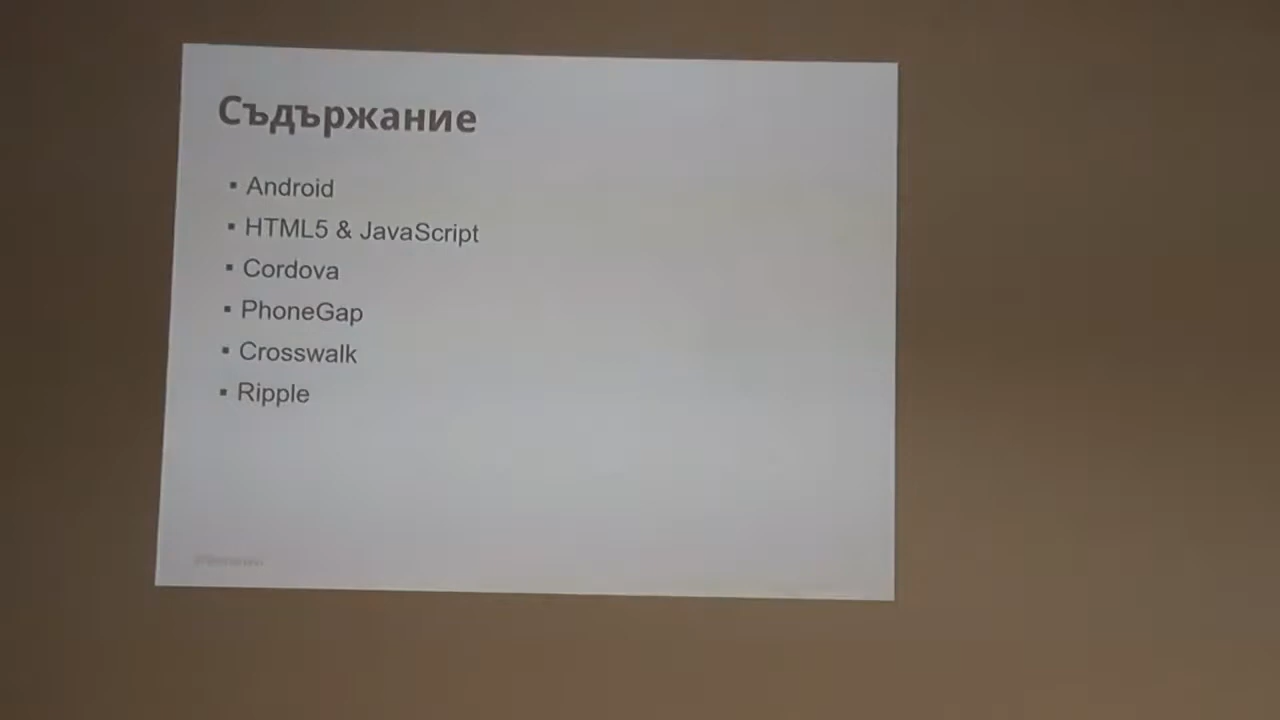 Съдържание
▪ Android
▪ HTML5 & JavaScript
▪ Cordova
▪ PhoneGap
▪ Crosswalk
▪ Ripple